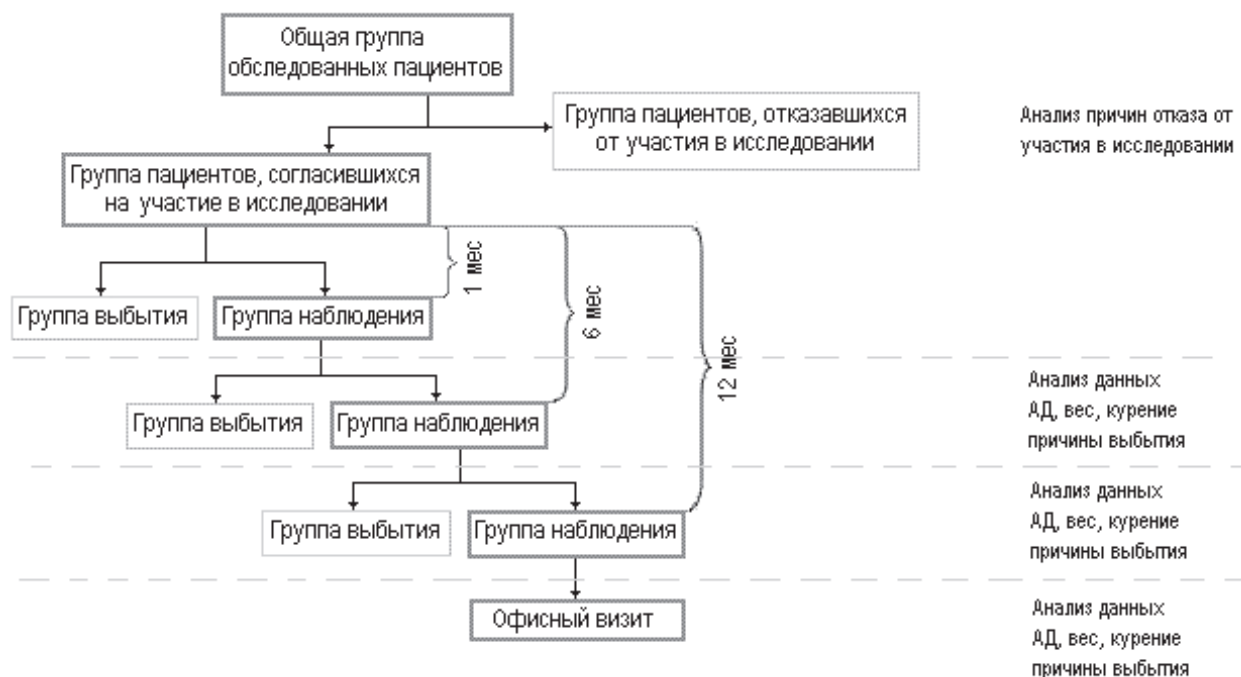 Общая группа
обследованных пациентов
Группа пациентов, отказавшихся
от участия в исследовании
Анализ причин отказа от
участия в исследовании
Группа пациентов, согласившихся
на участие в исследовании
1 мес
6 мес
12 мес
Группа выбытия
Группа наблюдения
Группа выбытия
Группа наблюдения
Анализ данных
АД, вес, курение
причины выбытия
Группа выбытия
Группа наблюдения
Анализ данных
АД, вес, курение
причины выбытия
Офисный визит
Анализ данных
АД, вес, курение
причины выбытия